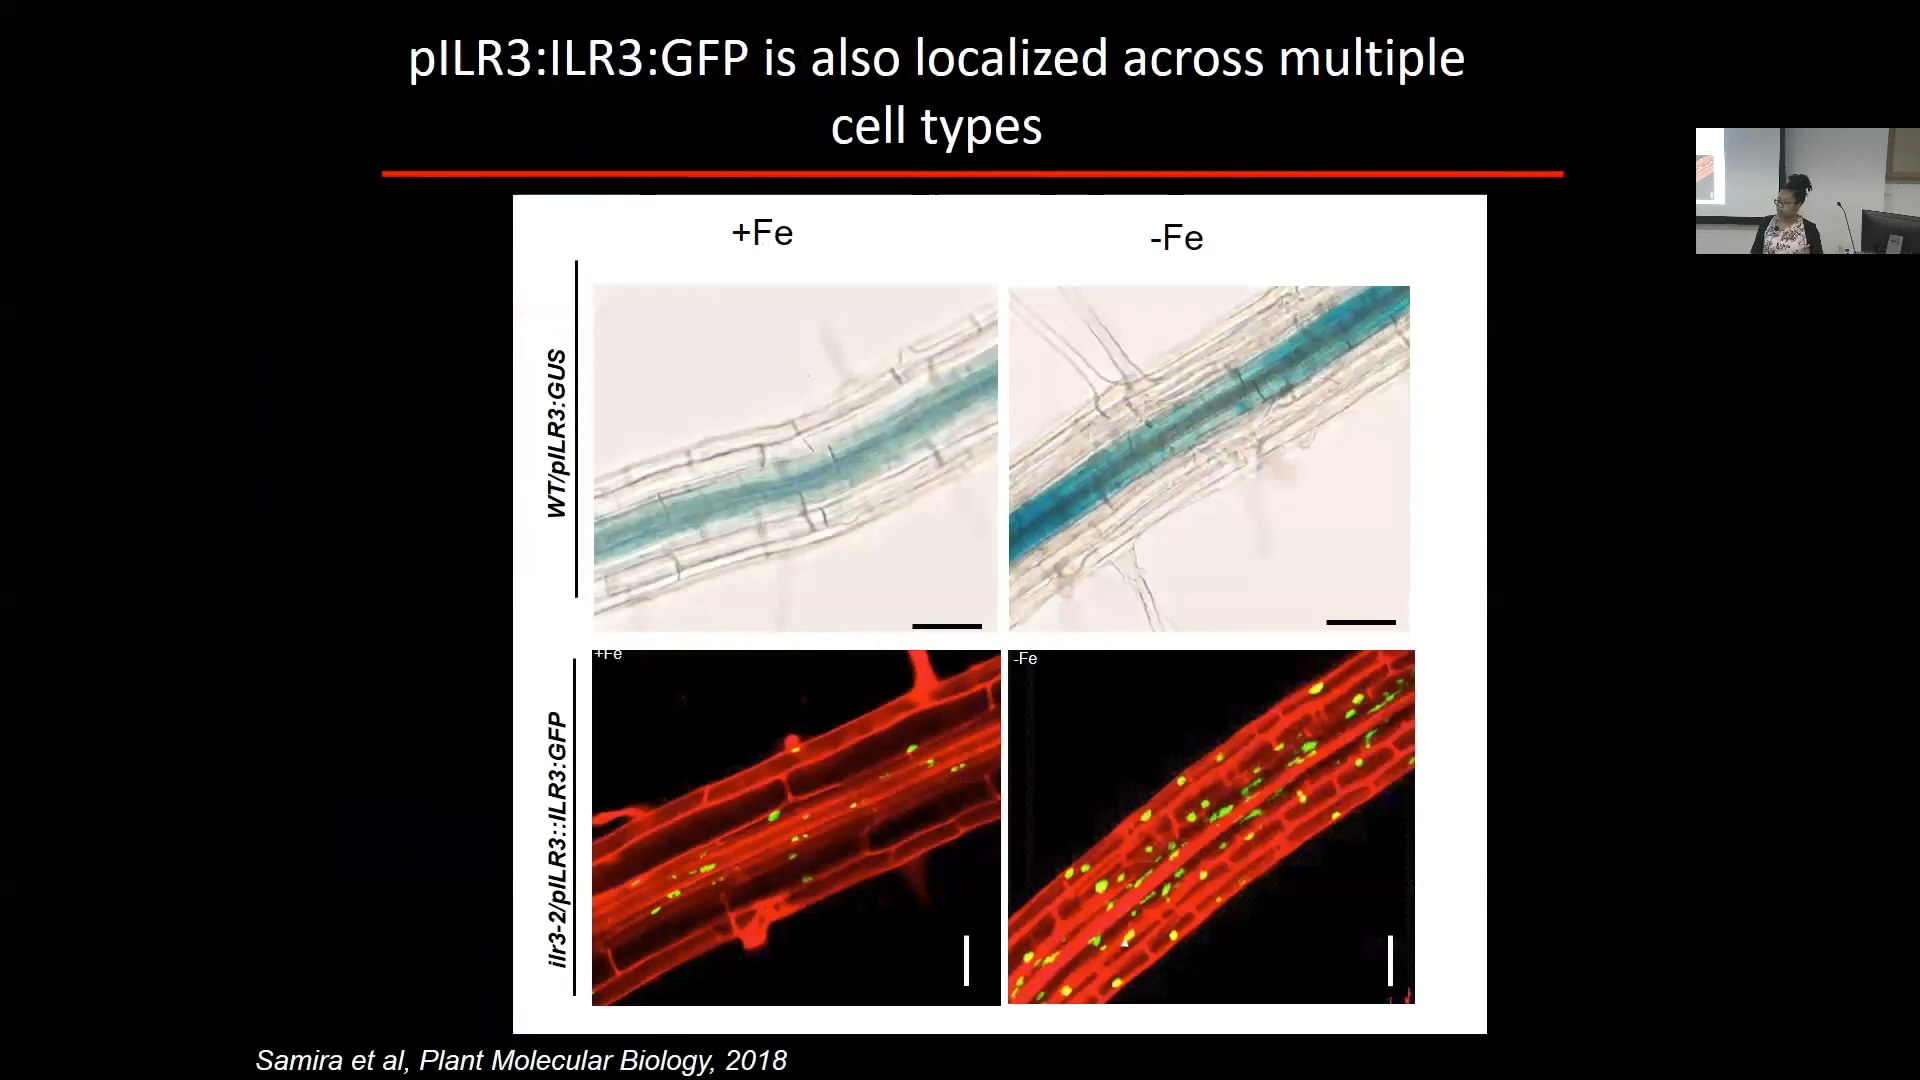 pILR3:ILR3:GFP is also localized across multiple
cell types
+Fe
-Fe
WT/pILR3:GUS
+Fe
-Fe
ilr3-2/pILR3::ILR3:GFP
Samira et al, Plant Molecular Biology, 2018